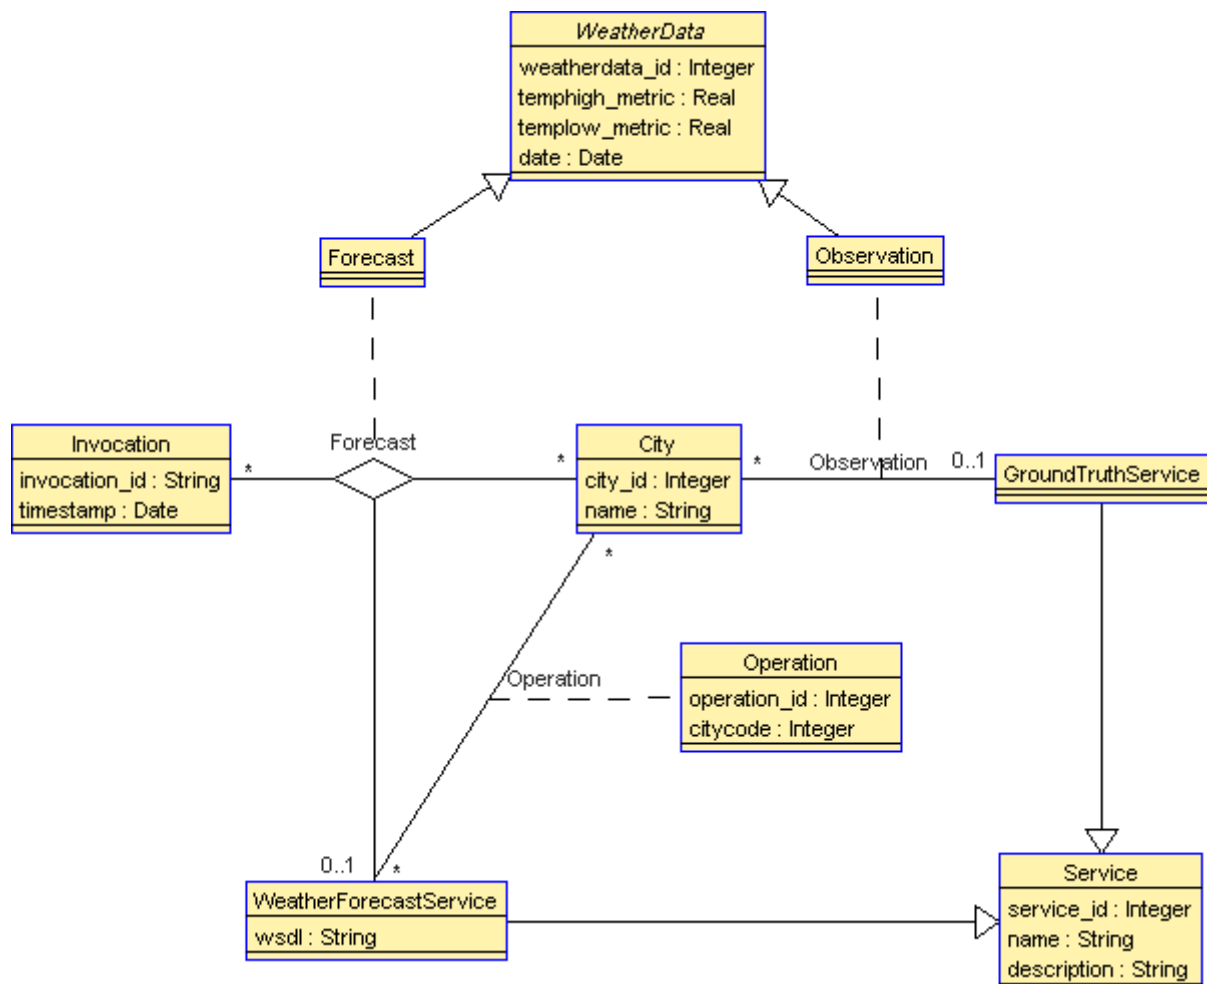 WeatherData
weatherdata_id : Integer
temphigh_metric : Real
templow_metric : Real
date : Date
Forecast
Observation
Invocation
invocation_id : String
timestamp : Date
*
Forecast
*
City
city_id : Integer
name : String
*
Observation
0..1
GroundTruthService
*
Operation
Operation
operation_id : Integer
citycode : Integer
0..1
*
WeatherForecastService
wsdl : String
Service
service_id : Integer
name : String
description : String